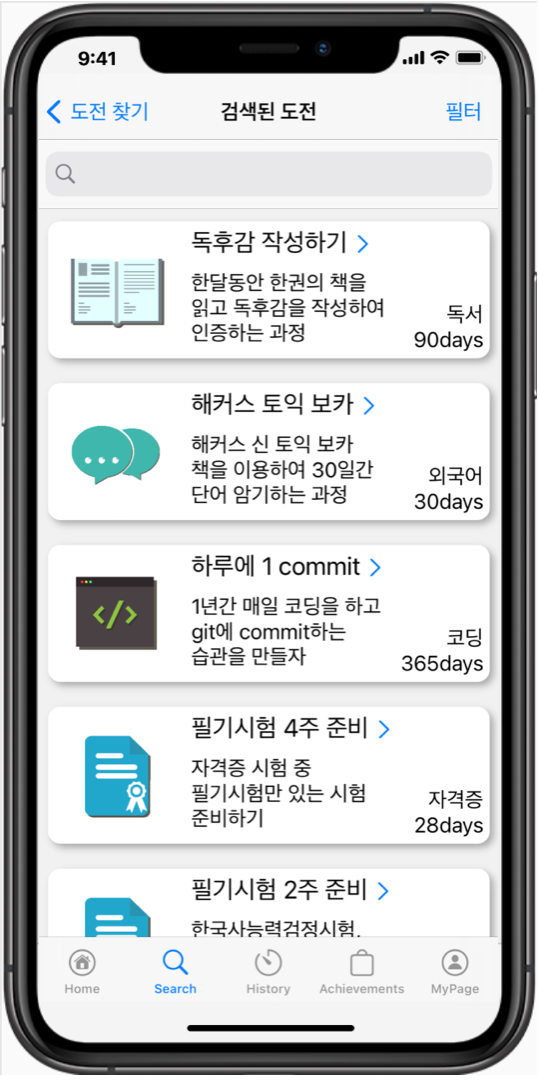 9:41
도전 찾기
검색된 도전
필터
독후감 작성하기
한달동안 한권의 책을
읽고 독후감을 작성하여
인증하는 과정
독서
90days
해커스 토익 보카
해커스 신 토익 보카
책을 이용하여 30일간
단어 암기하는 과정
외국어
30days
하루에 1 commit
1년간 매일 코딩을 하고
git에 commit하는
습관을 만들자
코딩
365days
필기시험 4주 준비
자격증 시험 중
필기시험만 있는 시험
준비하기
자격증
28days
필기시험 2주 준비
한국사능력검정시험,
Home
Search
History
Achievements
MyPage